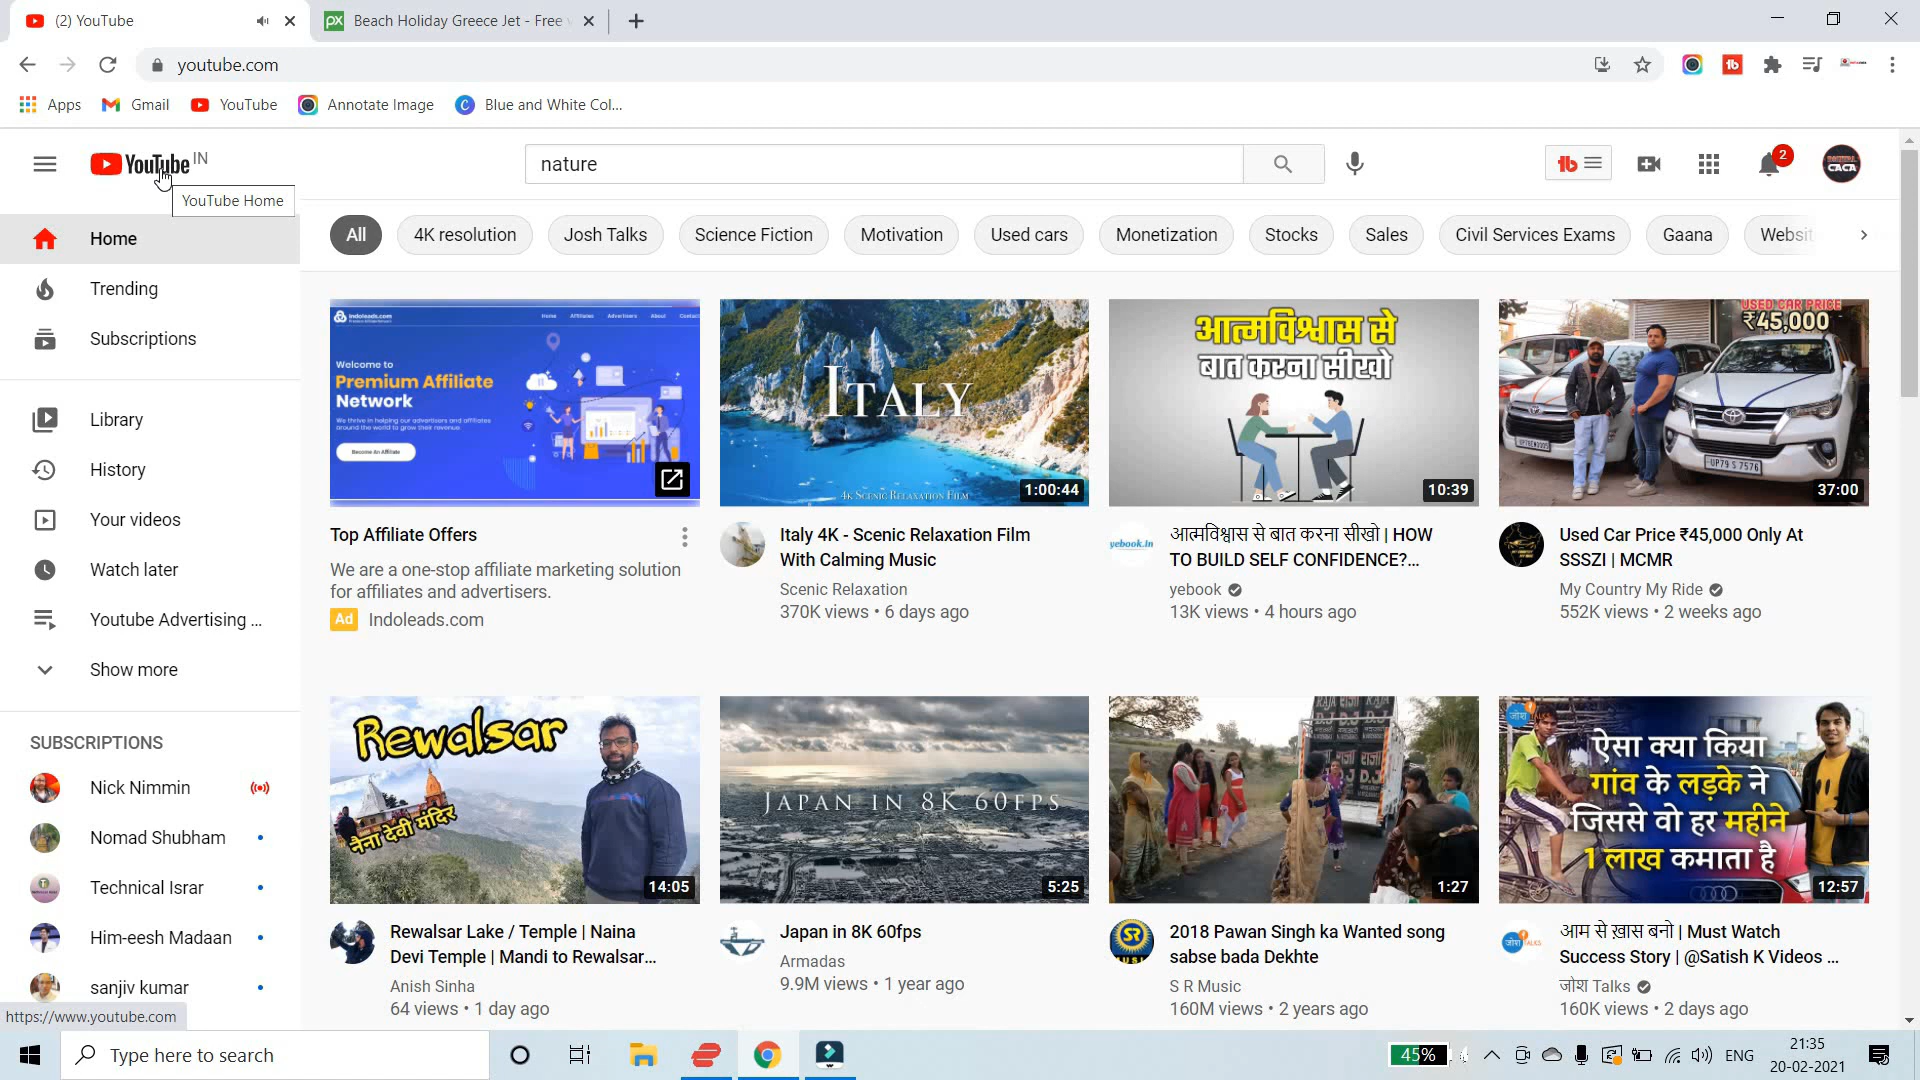 (2) YouTube
Beach Holiday Greece Jet - Free v
youtube.com
Apps
Gmail
YouTube
Annotate Image
Blue and White Col...
YouTube IN
nature
2
YouTube Home
Home
Trending
Subscriptions
Library
History
Your videos
Watch later
Youtube Advertising ...
Show more
SUBSCRIPTIONS
Nick Nimmin
Nomad Shubham
Technical Israr
Him-eesh Madaan
sanjiv kumar
https://www.youtube.com
All
4K resolution
Josh Talks
Science Fiction
Motivation
Used cars
Monetization
Stocks
Sales
Civil Services Exams
Gaana
Websit
indoleads.com
Home Affiliates Advertisers About Contact
Welcome to
Premium Affiliate
Network
We thrive in helping our advertisers and affiliates
around the world to grow their revenue
Become An Affiliate
Top Affiliate Offers
We are a one-stop affiliate marketing solution
for affiliates and advertisers.
Ad Indoleads.com
ITALY
4K SCENIC RELAXATION FILM
1:00:44
Italy 4K - Scenic Relaxation Film
With Calming Music
Scenic Relaxation
370K views • 6 days ago
आत्मविश्वास से
बात करना सीखो
10:39
yebook.in
आत्मविश्वास से बात करना सीखो | HOW
TO BUILD SELF CONFIDENCE?...
yebook
13K views • 4 hours ago
USED CAR PRICE
₹45,000
UP79 S 7576
37:00
Used Car Price ₹45,000 Only At
SSSZI | MCMR
My Country My Ride
552K views • 2 weeks ago
Rewalsar
नैना देवी मंदिर
14:05
Rewalsar Lake / Temple | Naina
Devi Temple | Mandi to Rewalsar...
Anish Sinha
64 views • 1 day ago
JAPAN IN 8K 60FPS
5:25
Japan in 8K 60fps
Armadas
9.9M views • 1 year ago
1:27
2018 Pawan Singh ka Wanted song
sabse bada Dekhte
S R Music
160M views • 2 years ago
जोश
ऐसा क्या किया
गांव के लड़के ने
जिससे वो हर महीने
1 लाख कमाता है
12:57
आम से ख़ास बनो | Must Watch
Success Story | @Satish K Videos ...
जोश Talks
160K views • 2 days ago
Type here to search
45%
ENG
21:35
20-02-2021